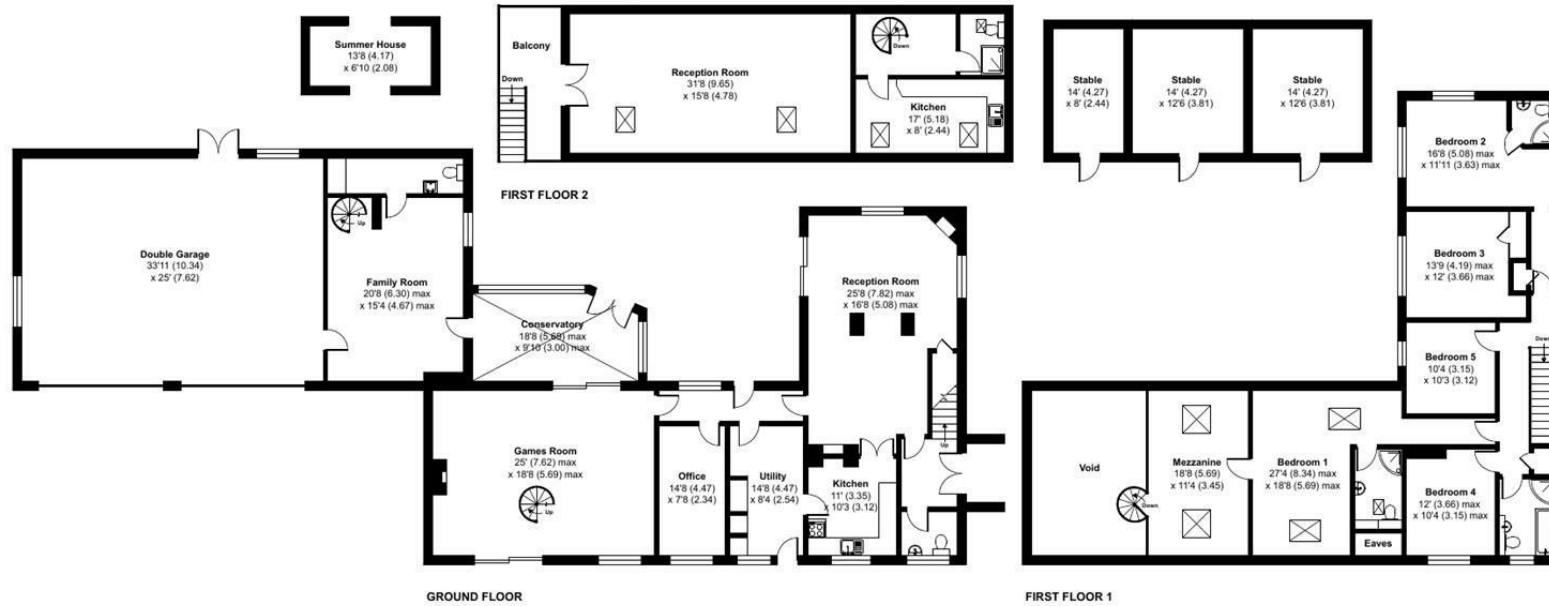 Summer House
13'8 (4.17)
x 6'10 (2.08)
Balcony
Down
Reception Room
31'8 (9.65)
x 15'8 (4.78)
Down
Kitchen
17' (5.18)
x 8' (2.44)
FIRST FLOOR 2
Stable
14' (4.27)
x 8' (2.44)
Stable
14' (4.27)
x 12'6 (3.81)
Stable
14' (4.27)
x 12'6 (3.81)
Double Garage
33'11 (10.34)
x 25' (7.62)
Up
Family Room
20'8 (6.30) max
x 15'4 (4.67) max
Conservatory
18'8 (5.69) max
x 9'10 (3.00) max
Reception Room
25'8 (7.82) max
x 16'8 (5.08) max
Up
Games Room
25' (7.62) max
x 18'8 (5.69) max
Up
Office
14'8 (4.47)
x 7'8 (2.34)
Utility
14'8 (4.47)
x 8'4 (2.54)
Kitchen
11' (3.35)
x 10'3 (3.12)
GROUND FLOOR
Bedroom 2
16'8 (5.08) max
x 11'11 (3.63) max
Bedroom 3
13'9 (4.19) max
x 12' (3.66) max
Bedroom 5
10'4 (3.15)
x 10'3 (3.12)
Down
Void
Down
Mezzanine
18'8 (5.69)
x 11'4 (3.45)
Bedroom 1
27'4 (8.34) max
x 18'8 (5.69) max
Eaves
Bedroom 4
12' (3.66) max
x 10'4 (3.15) max
FIRST FLOOR 1